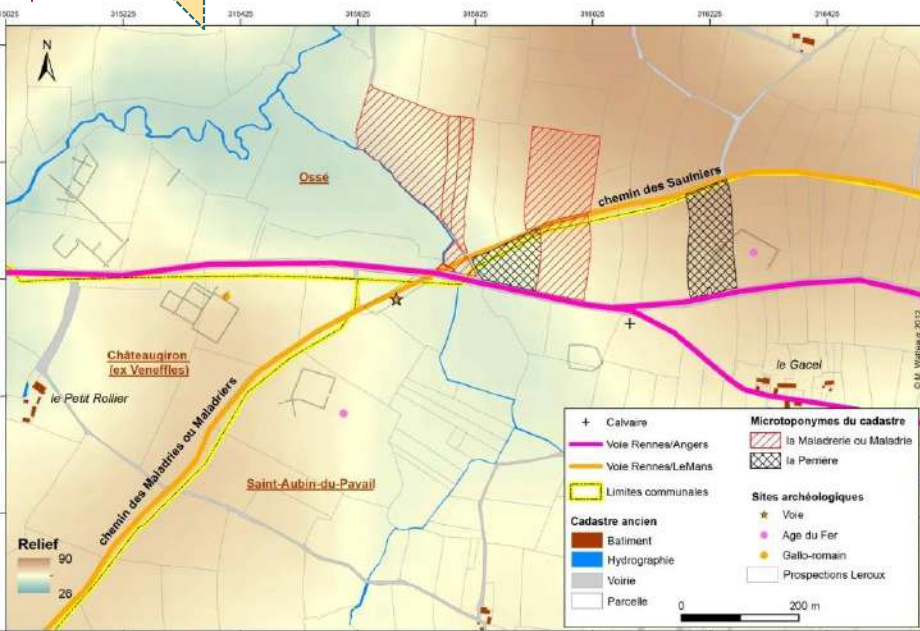 315225
315425
315625
315825
316025
316225
316425
N
Ossé
chemin des Saulniers
Châteaugiron
(ex Veneffles)
le Petit Rollier
chemin des Maladries ou Maladriers
Saint-Aubin-du-Pavail
le Gacel
Relief
90
26
Calvaire
Voie Rennes/Angers
Voie Rennes/LeMans
Limites communales
Cadastre ancien
Batiment
Hydrographie
Voirie
Parcelle
Microtoponymes du cadastre
la Maladrerie ou Maladrie
la Perrière
Sites archéologiques
Voie
Age du Fer
Gallo-romain
Prospections Leroux
0 200 m